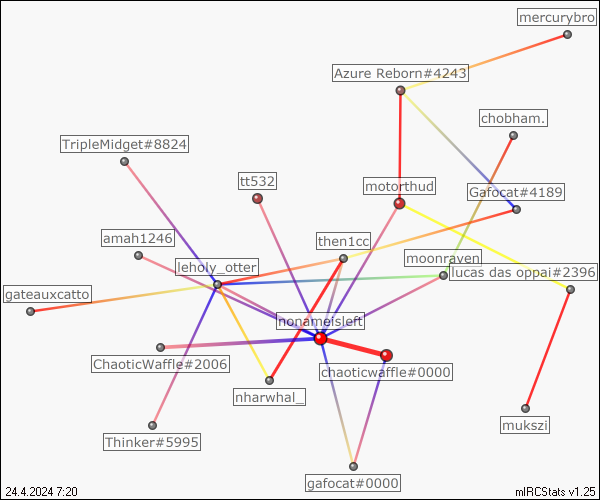 mercurybro
Azure Reborn#4243
chobham.
TripleMidget#8824
tt532
motorthud
Gafocat#4189
amah1246
then1cc
moonraven
leholy_otter
lucas das oppai#2396
gateauxcatto
nonameisleft
ChaoticWaffle#2006
chaoticwaffle#0000
nharwhal_
mukszi
Thinker#5995
gafocat#0000
24.4.2024 7:20
mIRCStats v1.25